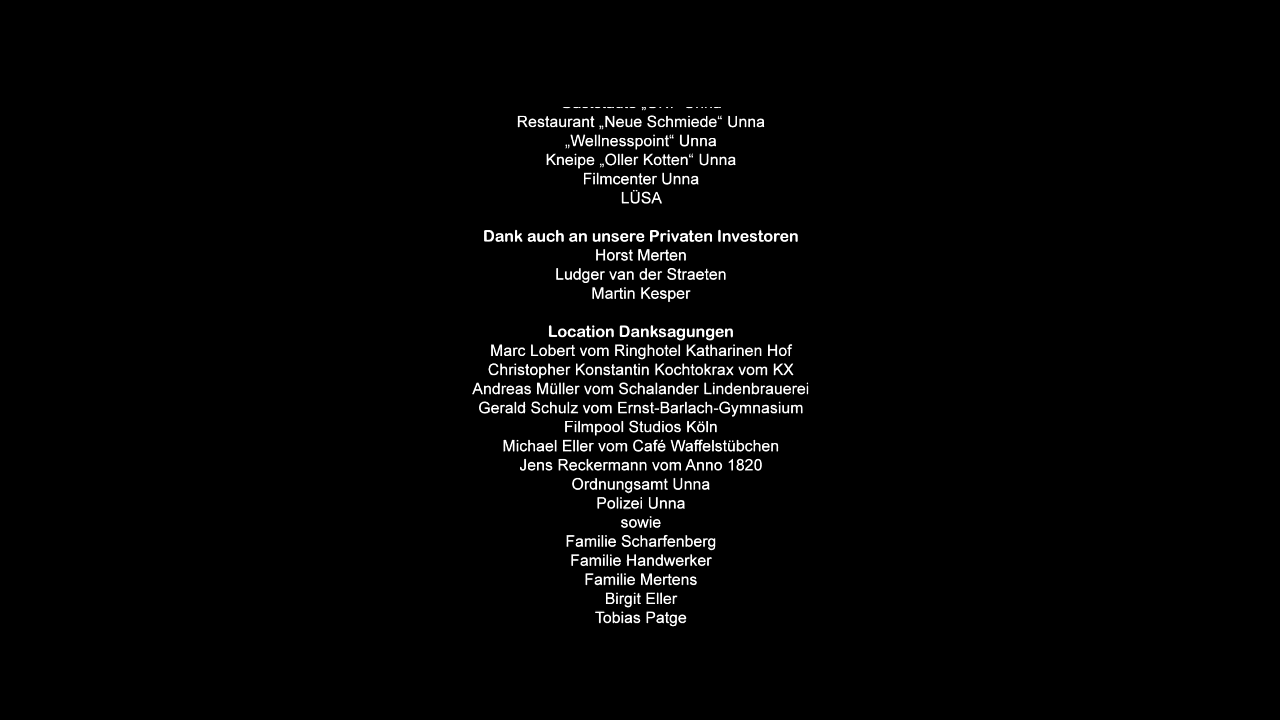 Unna
Restaurant „Neue Schmiede“ Unna
„Wellnesspoint“ Unna
Kneipe „Oller Kotten“ Unna
Filmcenter Unna
LÜSA
Dank auch an unsere Privaten Investoren
Horst Merten
Ludger van der Straeten
Martin Kesper
Location Danksagungen
Marc Lobert vom Ringhotel Katharinen Hof
Christopher Konstantin Kochtokrax vom KX
Andreas Müller vom Schalander Lindenbrauerei
Gerald Schulz vom Ernst-Barlach-Gymnasium
Filmpool Studios Köln
Michael Eller vom Café Waffelstübchen
Jens Reckermann vom Anno 1820
Ordnungsamt Unna
Polizei Unna
sowie
Familie Scharfenberg
Familie Handwerker
Familie Mertens
Birgit Eller
Tobias Patge